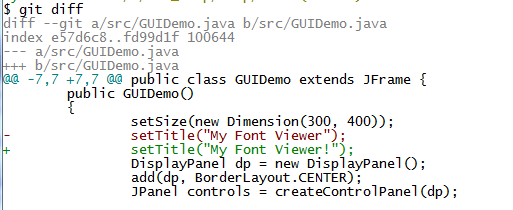 $ git diff
diff --git a/src/GUIDemo.java b/src/GUIDemo.java
index e57d6c8..fd99d1f 100644
--- a/src/GUIDemo.java
+++ b/src/GUIDemo.java
@@ -7,7 +7,7 @@ public class GUIDemo extends JFrame {
        public GUIDemo()
        {
                setSize(new Dimension(300, 400));
-               setTitle("My Font Viewer");
+               setTitle("My Font Viewer!");
                DisplayPanel dp = new DisplayPanel();
                add(dp, BorderLayout.CENTER);
                JPanel controls = createControlPanel(dp);